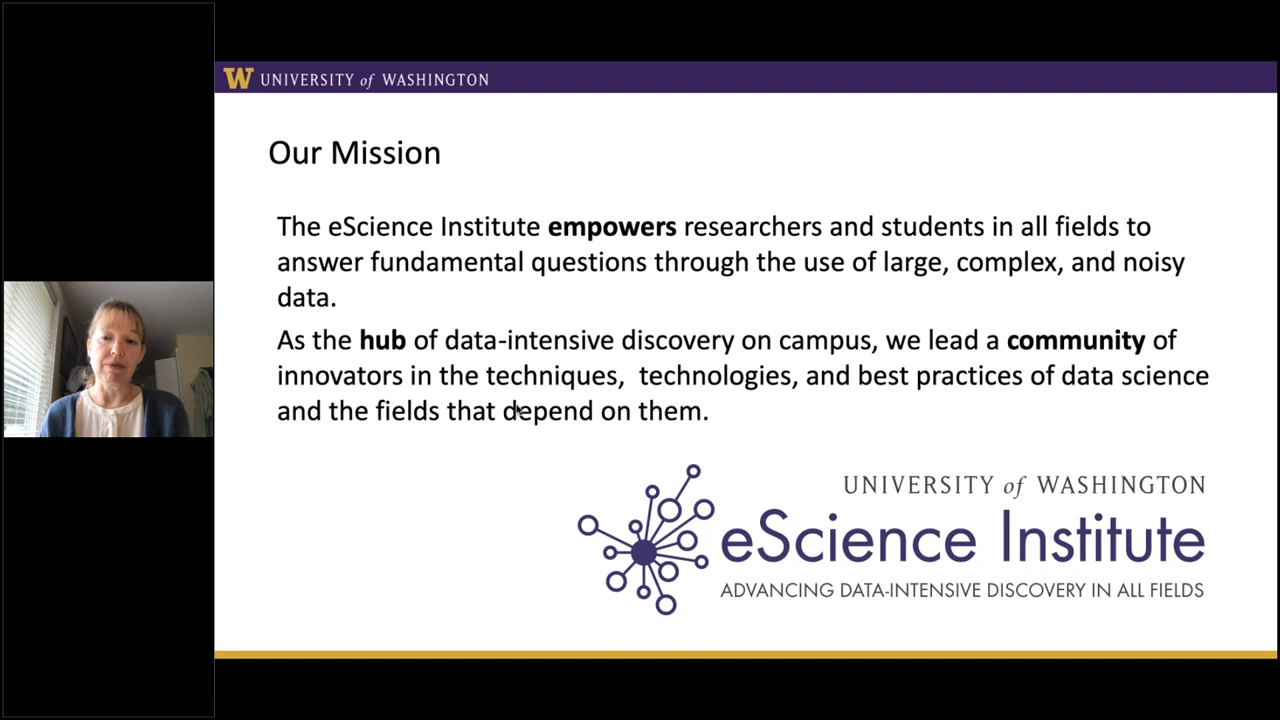 W UNIVERSITY of WASHINGTON
Our Mission
The eScience Institute empowers researchers and students in all fields to
answer fundamental questions through the use of large, complex, and noisy
data.
As the hub of data-intensive discovery on campus, we lead a community of
innovators in the techniques, technologies, and best practices of data science
and the fields that depend on them.
UNIVERSITY of WASHINGTON
eScience Institute
ADVANCING DATA-INTENSIVE DISCOVERY IN ALL FIELDS